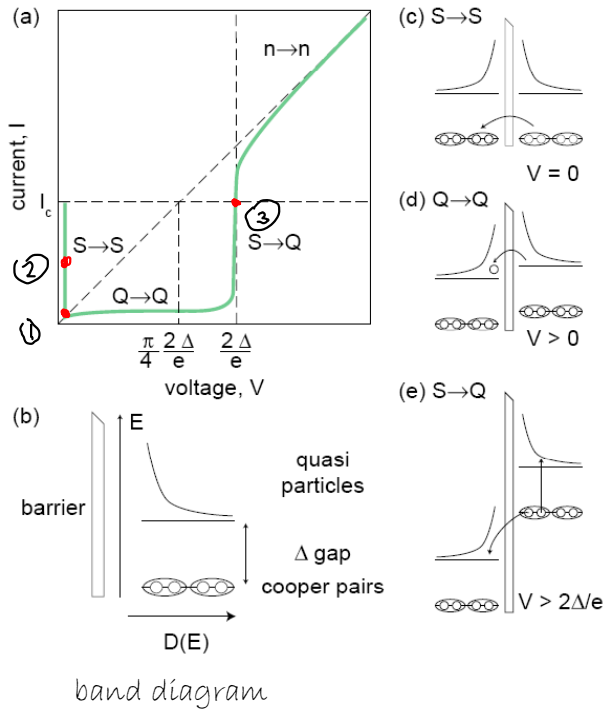 (a)
current, I
I_c
n→n
S→S
S→Q
Q→Q
①
②
③
π/4 2Δ/e
2Δ/e
voltage, V
(b)
E
barrier
quasi
particles
Δ gap
cooper pairs
D(E)
band diagram
(c) S→S
V = 0
(d) Q→Q
V > 0
(e) S→Q
V > 2Δ/e